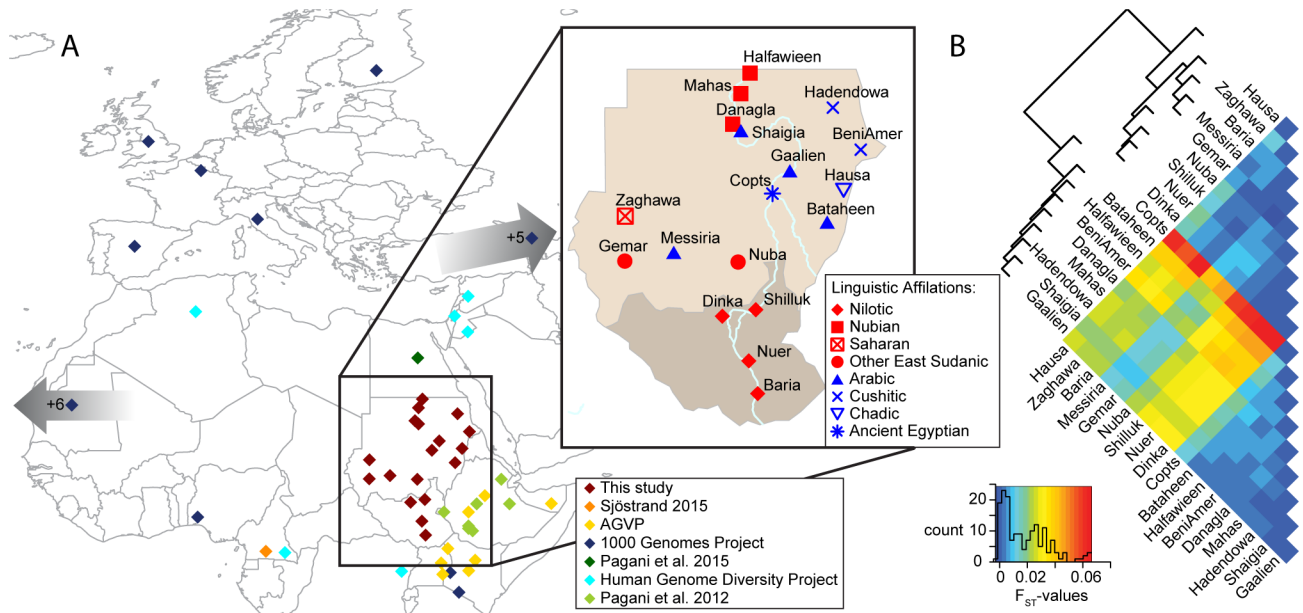 A
+5
+6
Halfawieen
Mahas
Hadendowa
Danagla
Shaigia
BeniAmer
Gaalien
Copts
Hausa
Zaghawa
Bataheen
Gemar
Messiria
Nuba
Dinka
Shilluk
Nuer
Baria
Linguistic Affilations:
Nilotic
Nubian
Saharan
Other East Sudanic
Arabic
Cushitic
Chadic
Ancient Egyptian
This study
Sjöstrand 2015
AGVP
1000 Genomes Project
Pagani et al. 2015
Human Genome Diversity Project
Pagani et al. 2012
B
Hausa
Zaghawa
Baria
Messiria
Gemar
Nuba
Shilluk
Nuer
Dinka
Copts
Bataheen
Halfawieen
BeniAmer
Danagla
Mahas
Hadendowa
Shaigia
Gaalien
Hausa
Zaghawa
Baria
Messiria
Gemar
Nuba
Shilluk
Nuer
Dinka
Copts
Bataheen
Halfawieen
BeniAmer
Danagla
Mahas
Hadendowa
Shaigia
Gaalien
count
20
10
0
0 0.02 0.06
FST-values